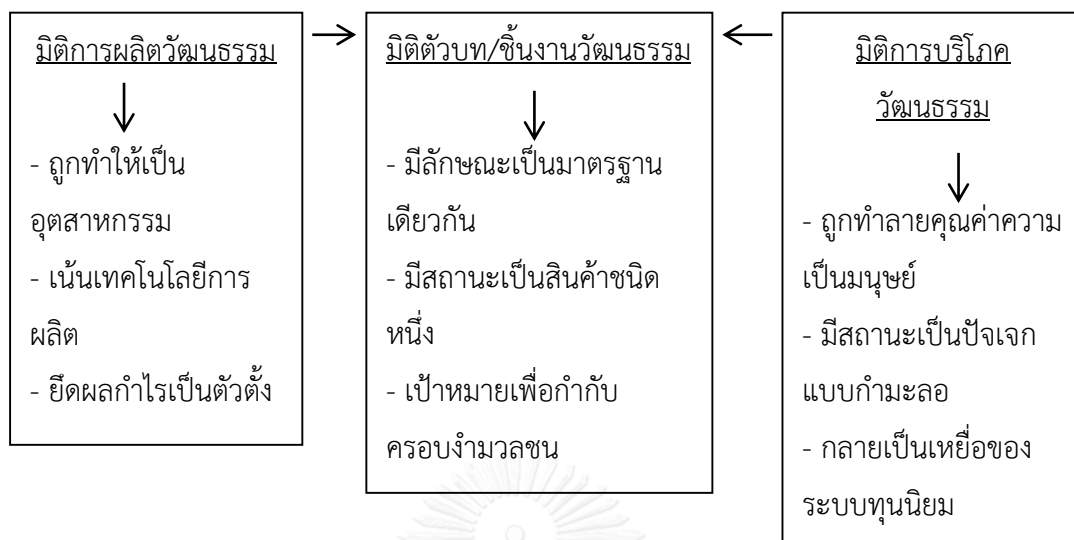 มิติการผลิตวัฒนธรรม
- ถูกทำให้เป็น
อุตสาหกรรม
- เน้นเทคโนโลยีการ
ผลิต
- ยึดผลกำไรเป็นตัวตั้ง
มิติตัวบท/ชิ้นงานวัฒนธรรม
- มีลักษณะเป็นมาตรฐาน
เดียวกัน
- มีสถานะเป็นสินค้าชนิด
หนึ่ง
- เป้าหมายเพื่อกำกับ
ครอบงำมวลชน
มิติการบริโภค
วัฒนธรรม
- ถูกทำลายคุณค่าความ
เป็นมนุษย์
- มีสถานะเป็นปัจเจก
แบบกำมะลอ
- กลายเป็นเหยื่อของ
ระบบทุนนิยม